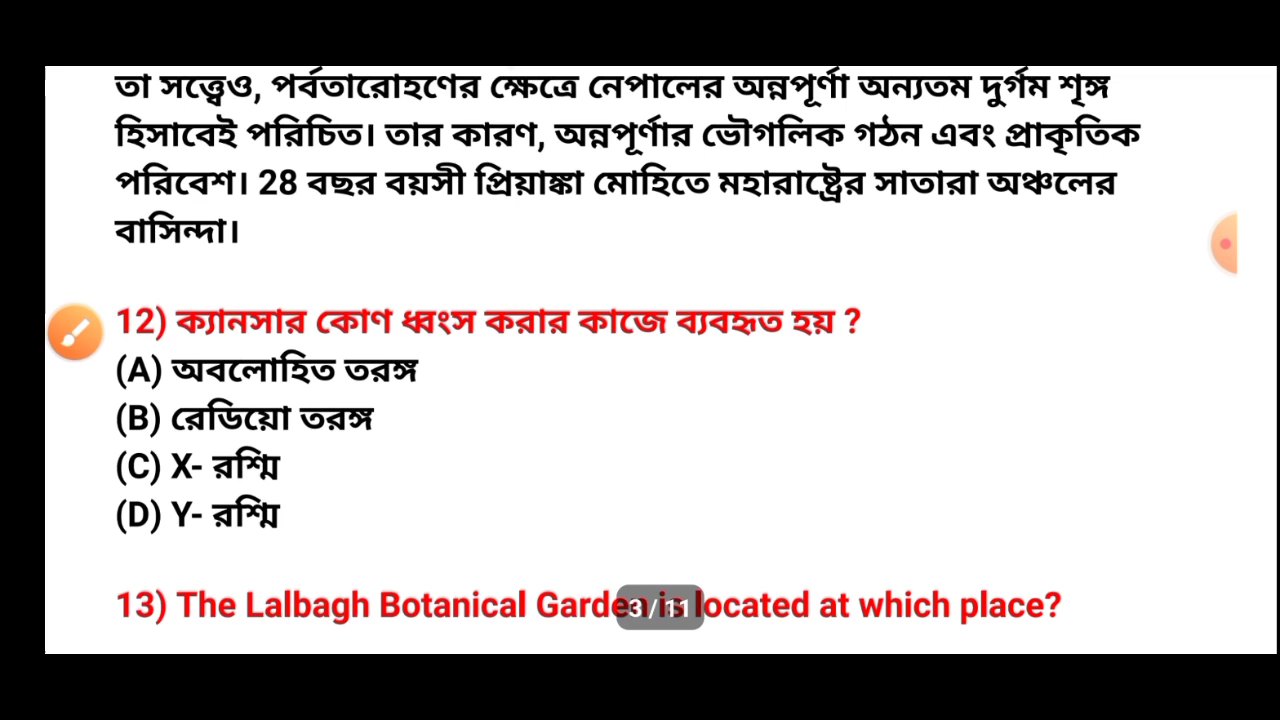 তা সত্ত্বেও, পর্বতারোহণের ক্ষেত্রে নেপালের অন্নপূর্ণা অন্যতম দুর্গম শৃঙ্গ
হিসাবেই পরিচিত। তার কারণ, অন্নপূর্ণার ভৌগলিক গঠন এবং প্রাকৃতিক
পরিবেশ। 28 বছর বয়সী প্রিয়াঙ্কা মোহিতে মহারাষ্ট্রের সাতারা অঞ্চলের
বাসিন্দা।
12) ক্যানসার কোণ ধ্বংস করার কাজে ব্যবহৃত হয় ?
(A) অবলোহিত তরঙ্গ
(B) রেডিয়ো তরঙ্গ
(C) X- রশ্মি
(D) Y- রশ্মি
13) The Lalbagh Botanical Garden is located at which place?
3 / 11